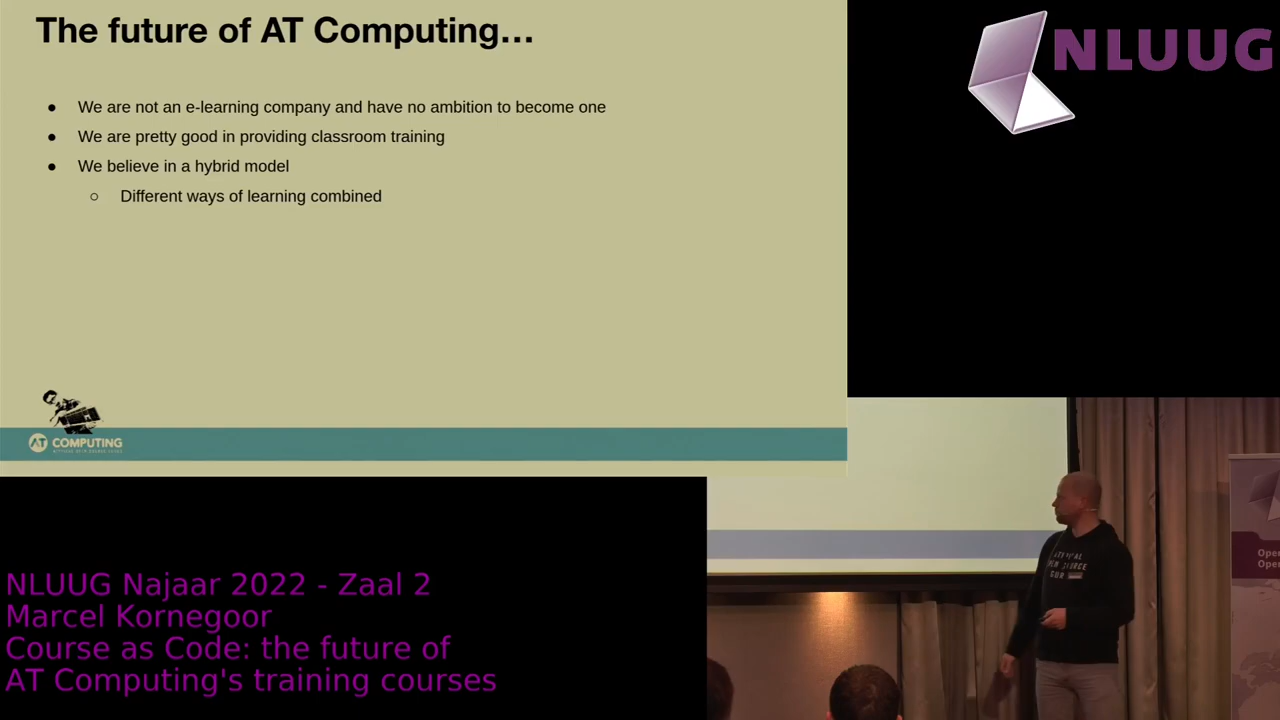 The future of AT Computing...
NLUUG
● We are not an e-learning company and have no ambition to become one
● We are pretty good in providing classroom training
● We believe in a hybrid model
○ Different ways of learning combined
AT COMPUTING
NLUUG Najaar 2022 - Zaal 2
Marcel Kornegoor
Course as Code: the future of
AT Computing's training courses
Open
Open